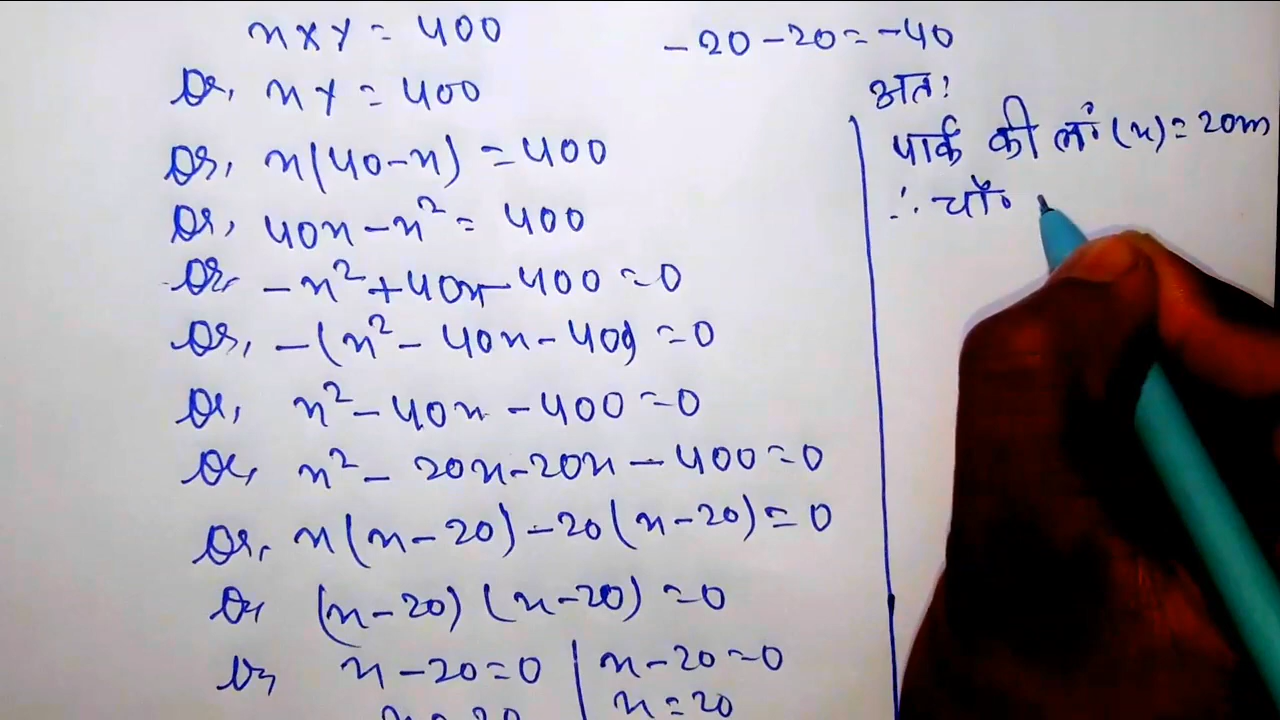 x × y = 400
Or, xy = 400
Or, x(40-x) = 400
Or, 40x - x² = 400
Or, -x² + 40x - 400 = 0
Or, -(x² - 40x - 400 = 0
Or, x² - 40x - 400 = 0
Or, x² - 20x - 20x - 400 = 0
Or, x(x-20) - 20(x-20) = 0
Or (x-20) (x-20) = 0
Or x - 20 = 0 | x - 20 = 0
x = 20
-20 - 20 = -40
अतः
पार्क की लं॰ (x) = 20m
∴ चौ॰